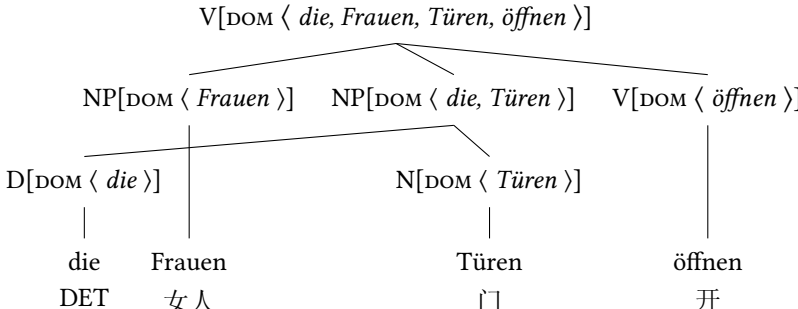 V[DOM ⟨ die, Frauen, Türen, öffnen ⟩]
NP[DOM ⟨ Frauen ⟩] NP[DOM ⟨ die, Türen ⟩] V[DOM ⟨ öffnen ⟩]
D[DOM ⟨ die ⟩] N[DOM ⟨ Türen ⟩]
die Frauen Türen öffnen
DET 女人 门 开